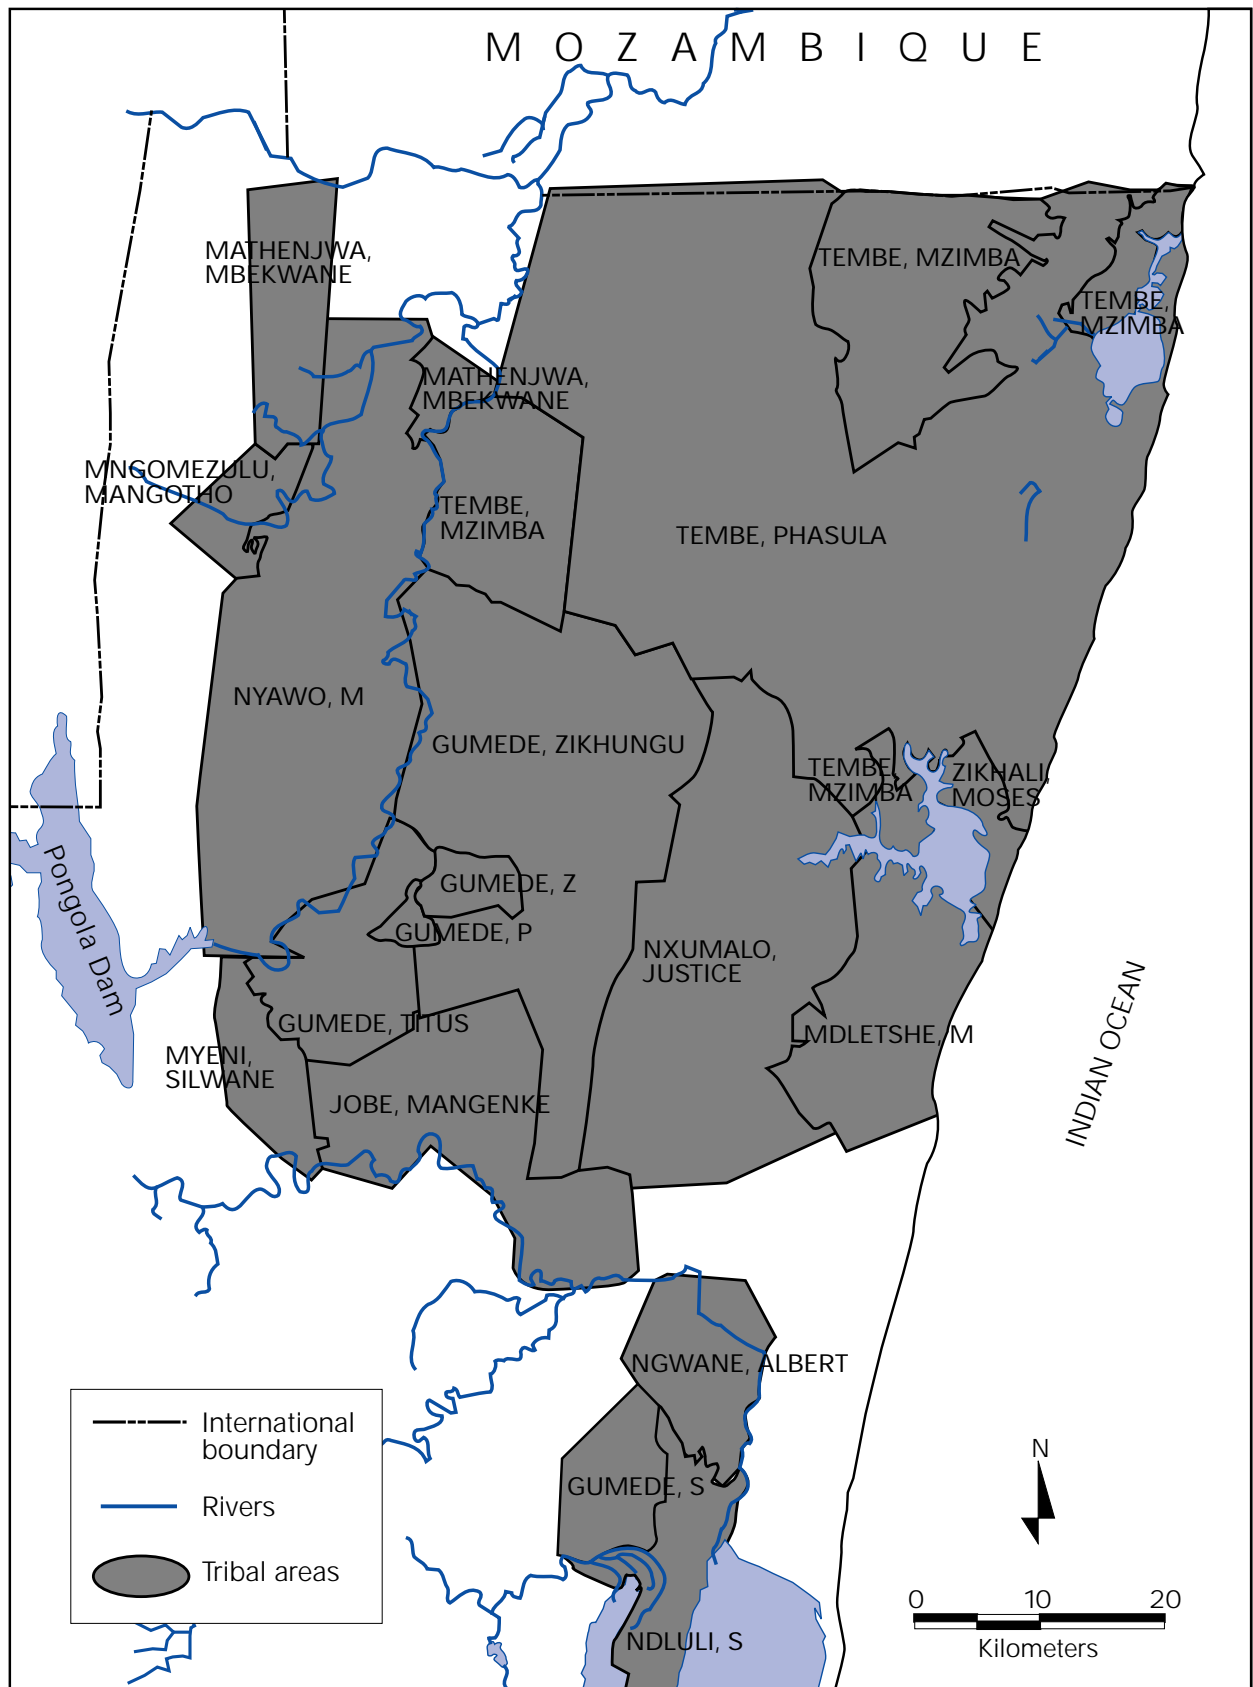 MOZAMBIQUE
MATHENJWA,
MBEKWANE
TEMBE, MZIMBA
TEMBE,
MZIMBA
MATHENJWA,
MBEKWANE
MNGOMEZULU,
MANGOTHO
TEMBE,
MZIMBA
TEMBE, PHASULA
NYAWO, M
GUMEDE, ZIKHUNGU
TEMBE,
MZIMBA
ZIKHALI,
MOSES
Pongola Dam
GUMEDE, Z
GUMEDE, P
NXUMALO,
JUSTICE
GUMEDE, TITUS
MDLETSHE, M
MYENI,
SILWANE
JOBE, MANGENKE
INDIAN OCEAN
NGWANE, ALBERT
GUMEDE, S
NDLULI, S
International
boundary
Rivers
Tribal areas
N
0 10 20
Kilometers